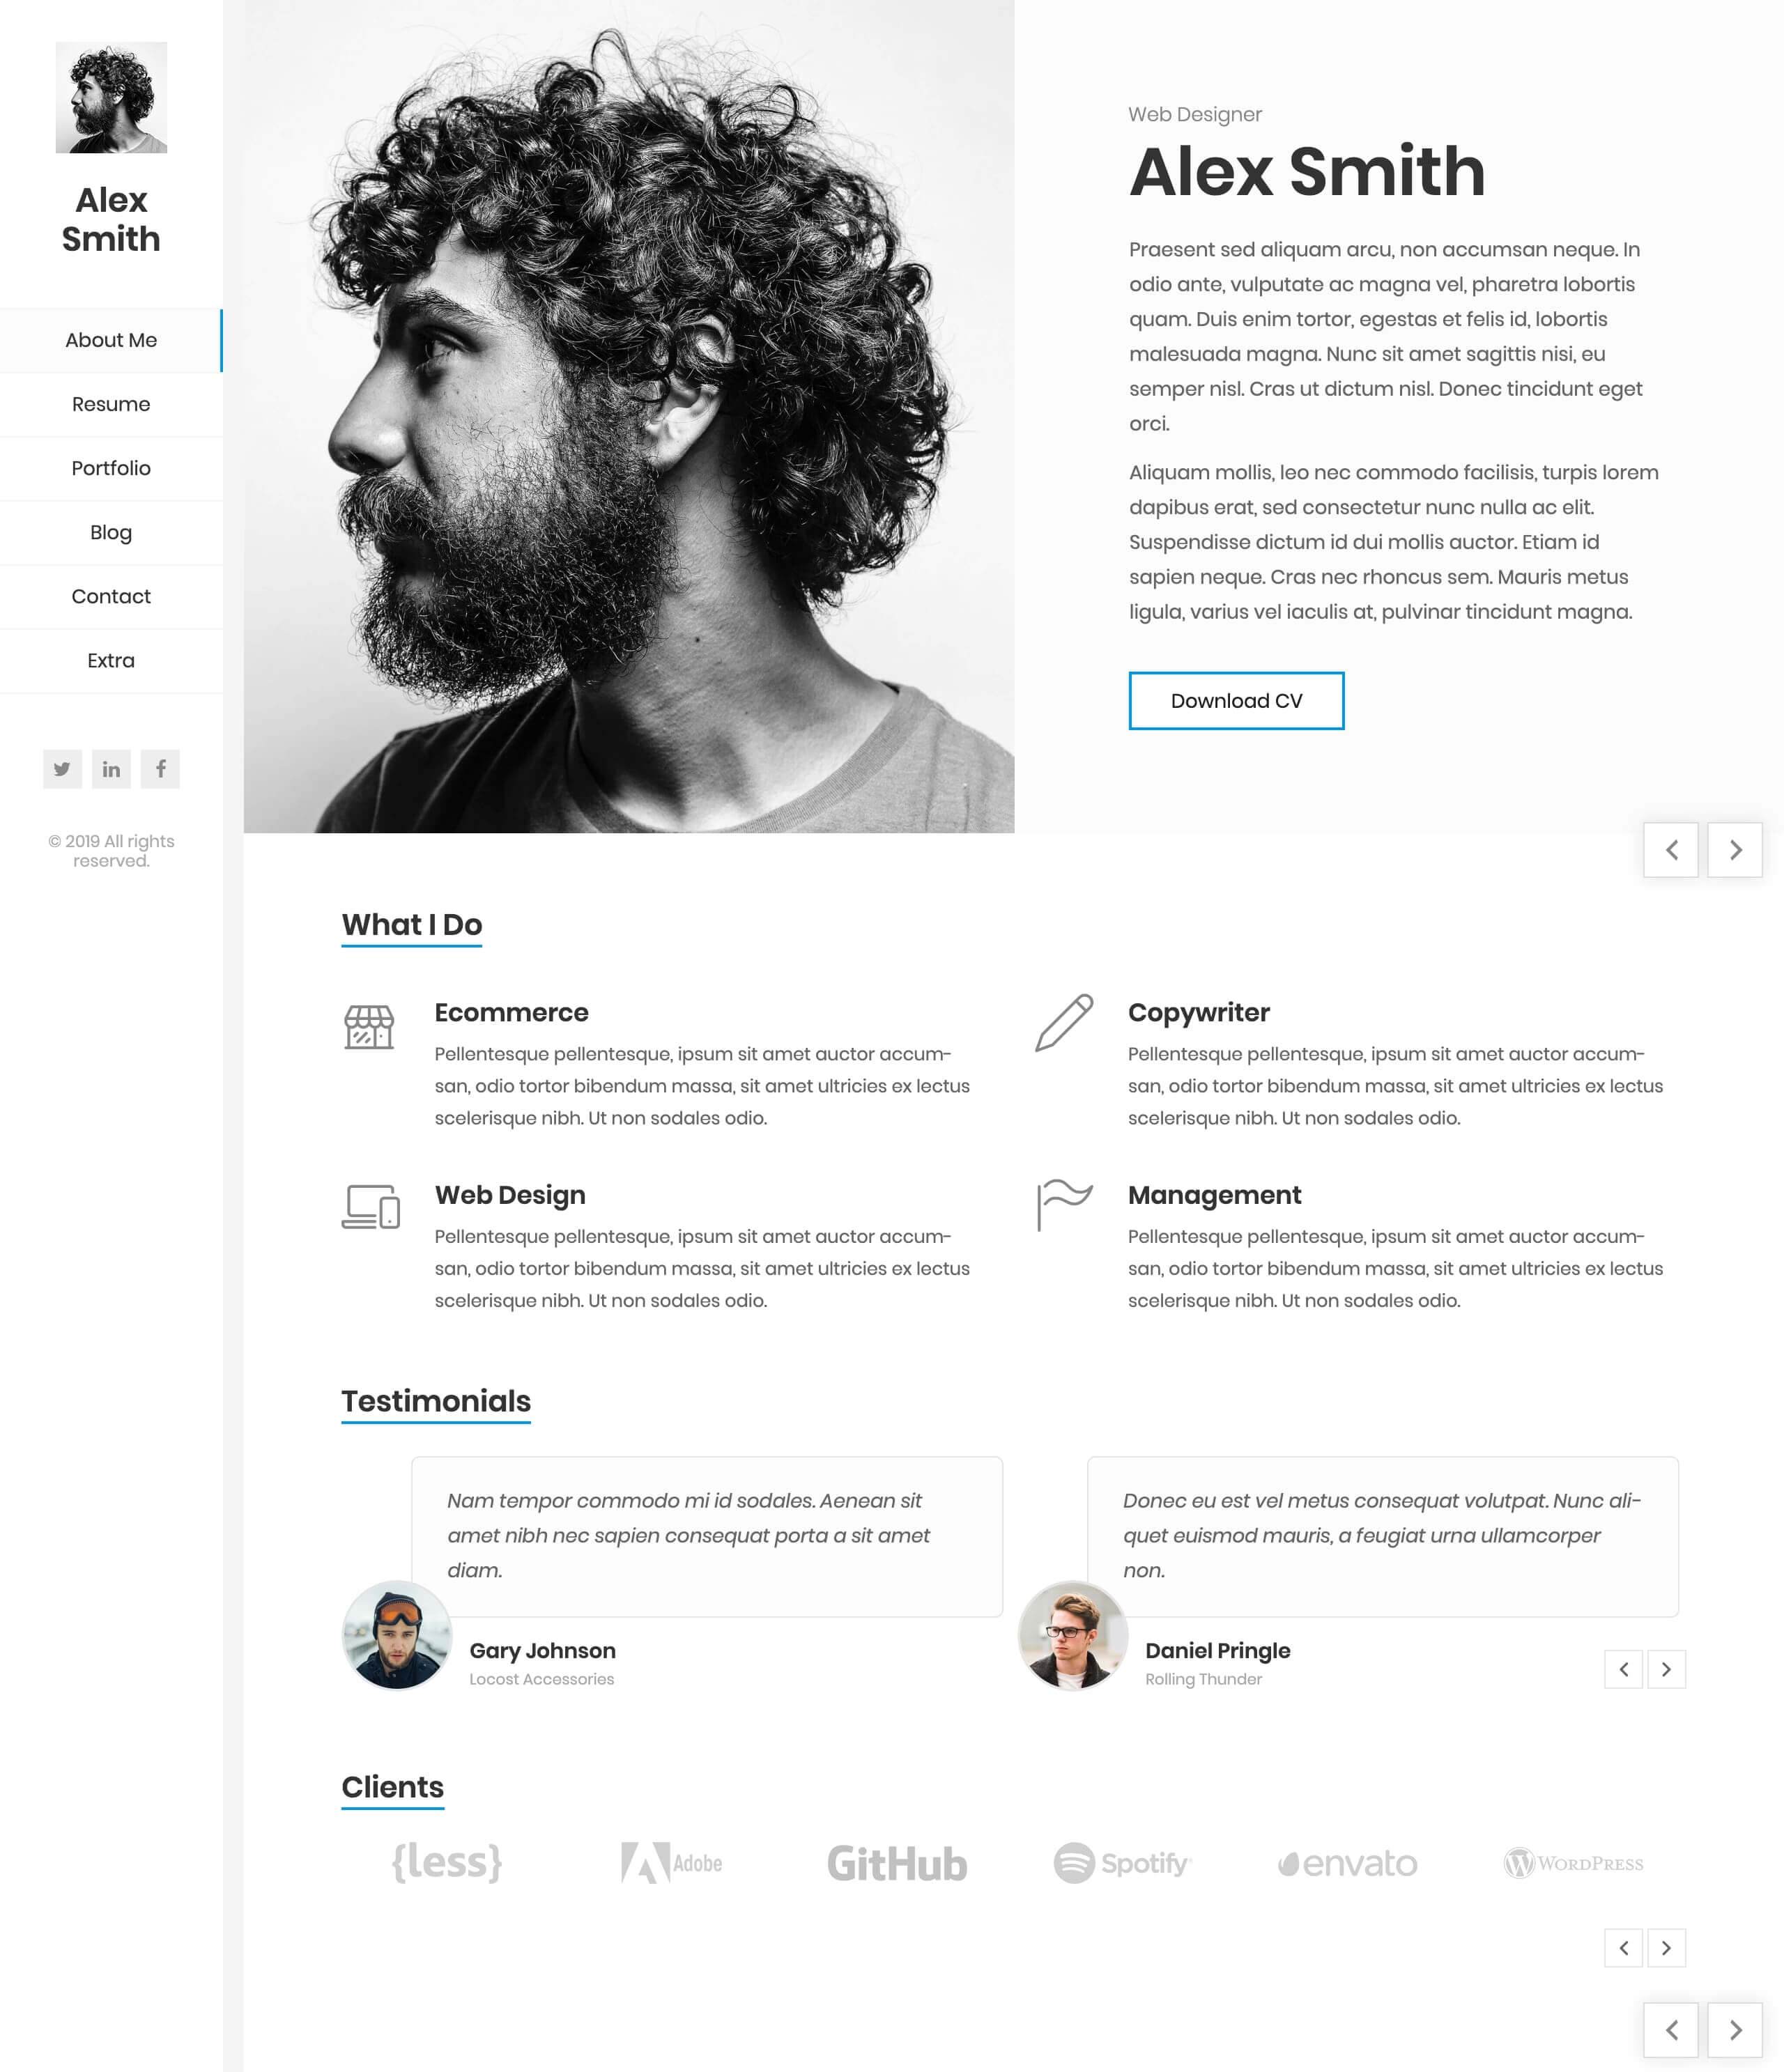 Alex
Smith
About Me
Resume
Portfolio
Blog
Contact
Extra
© 2019 All rights
reserved.
Web Designer
Alex Smith
Praesent sed aliquam arcu, non accumsan neque. In
odio ante, vulputate ac magna vel, pharetra lobortis
quam. Duis enim tortor, egestas et felis id, lobortis
malesuada magna. Nunc sit amet sagittis nisi, eu
semper nisl. Cras ut dictum nisl. Donec tincidunt eget
orci.
Aliquam mollis, leo nec commodo facilisis, turpis lorem
dapibus erat, sed consectetur nunc nulla ac elit.
Suspendisse dictum id dui mollis auctor. Etiam id
sapien neque. Cras nec rhoncus sem. Mauris metus
ligula, varius vel iaculis at, pulvinar tincidunt magna.
Download CV
What I Do
Ecommerce
Pellentesque pellentesque, ipsum sit amet auctor accum-
san, odio tortor bibendum massa, sit amet ultricies ex lectus
scelerisque nibh. Ut non sodales odio.
Copywriter
Pellentesque pellentesque, ipsum sit amet auctor accum-
san, odio tortor bibendum massa, sit amet ultricies ex lectus
scelerisque nibh. Ut non sodales odio.
Web Design
Pellentesque pellentesque, ipsum sit amet auctor accum-
san, odio tortor bibendum massa, sit amet ultricies ex lectus
scelerisque nibh. Ut non sodales odio.
Management
Pellentesque pellentesque, ipsum sit amet auctor accum-
san, odio tortor bibendum massa, sit amet ultricies ex lectus
scelerisque nibh. Ut non sodales odio.
Testimonials
Nam tempor commodo mi id sodales. Aenean sit
amet nibh nec sapien consequat porta a sit amet
diam.
Gary Johnson
Locost Accessories
Donec eu est vel metus consequat volutpat. Nunc ali-
quet euismod mauris, a feugiat urna ullamcorper
non.
Daniel Pringle
Rolling Thunder
Clients
{less}
Adobe
GitHub
Spotify
envato
WORDPRESS